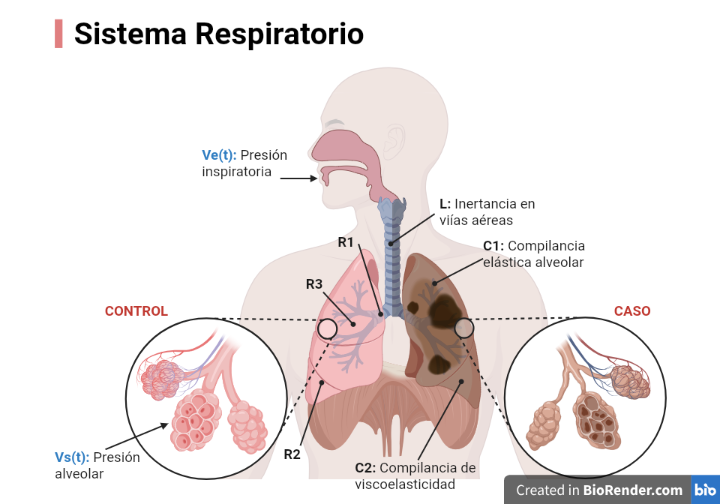 Sistema Respiratorio
Ve(t): Presión
inspiratoria
L: Inertancia en
viías aéreas
R1
C1: Compilancia
elástica alveolar
R3
CONTROL
CASO
R2
Vs(t): Presión
alveolar
C2: Compilancia de
viscoelasticidad
Created in BioRender.com
bio